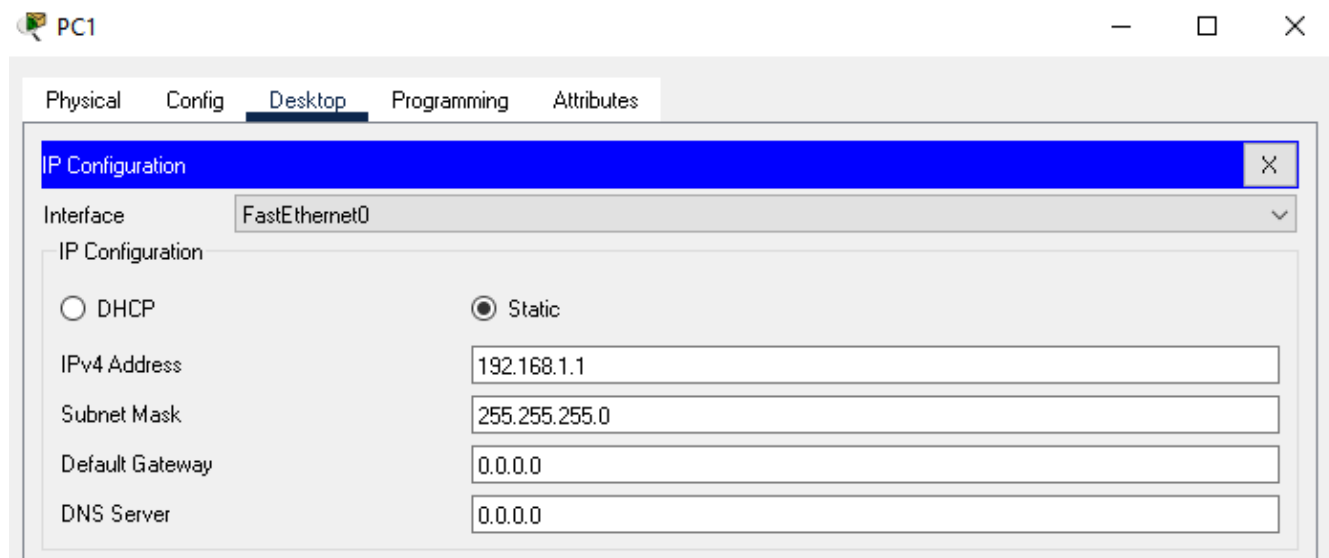 PC1
Physical Config Desktop Programming Attributes
IP Configuration X
Interface FastEthernet0
IP Configuration
DHCP Static
IPv4 Address 192.168.1.1
Subnet Mask 255.255.255.0
Default Gateway 0.0.0.0
DNS Server 0.0.0.0